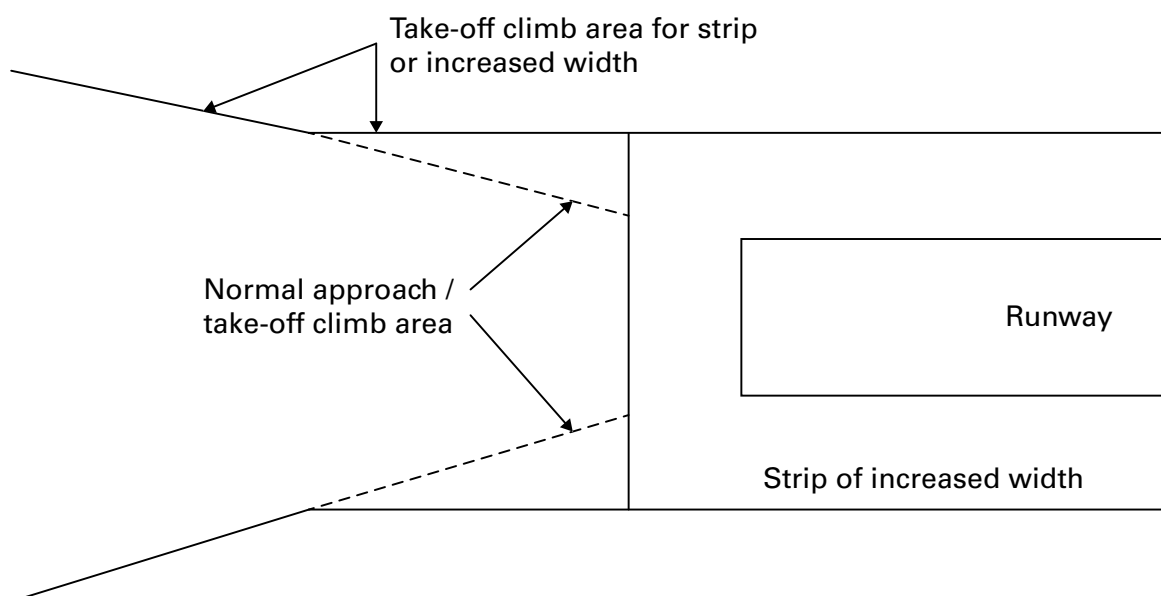 Take-off climb area for strip
or increased width
Normal approach /
take-off climb area
Runway
Strip of increased width